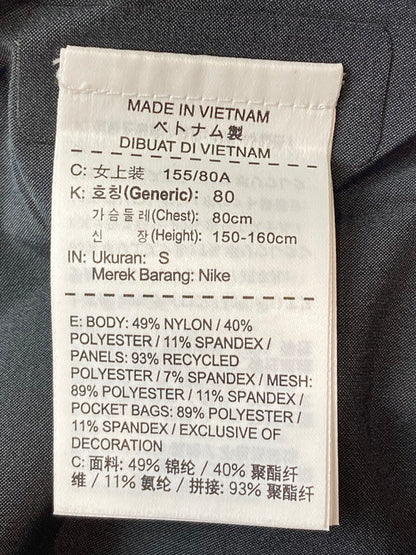 MADE IN VIETNAM
ベトナム製
DIBUAT DI VIETNAM
C: 女上装 155/80A
K: 호칭(Generic): 80
가슴둘레(Chest): 80cm
신 장(Height): 150-160cm
IN: Ukuran: S
Merek Barang: Nike
E: BODY: 49% NYLON / 40%
POLYESTER / 11% SPANDEX /
PANELS: 93% RECYCLED
POLYESTER / 7% SPANDEX / MESH:
89% POLYESTER / 11% SPANDEX /
POCKET BAGS: 89% POLYESTER /
11% SPANDEX / EXCLUSIVE OF
DECORATION
C: 面料: 49% 锦纶 / 40% 聚酯纤
维 / 11% 氨纶 / 拼接: 93% 聚酯纤